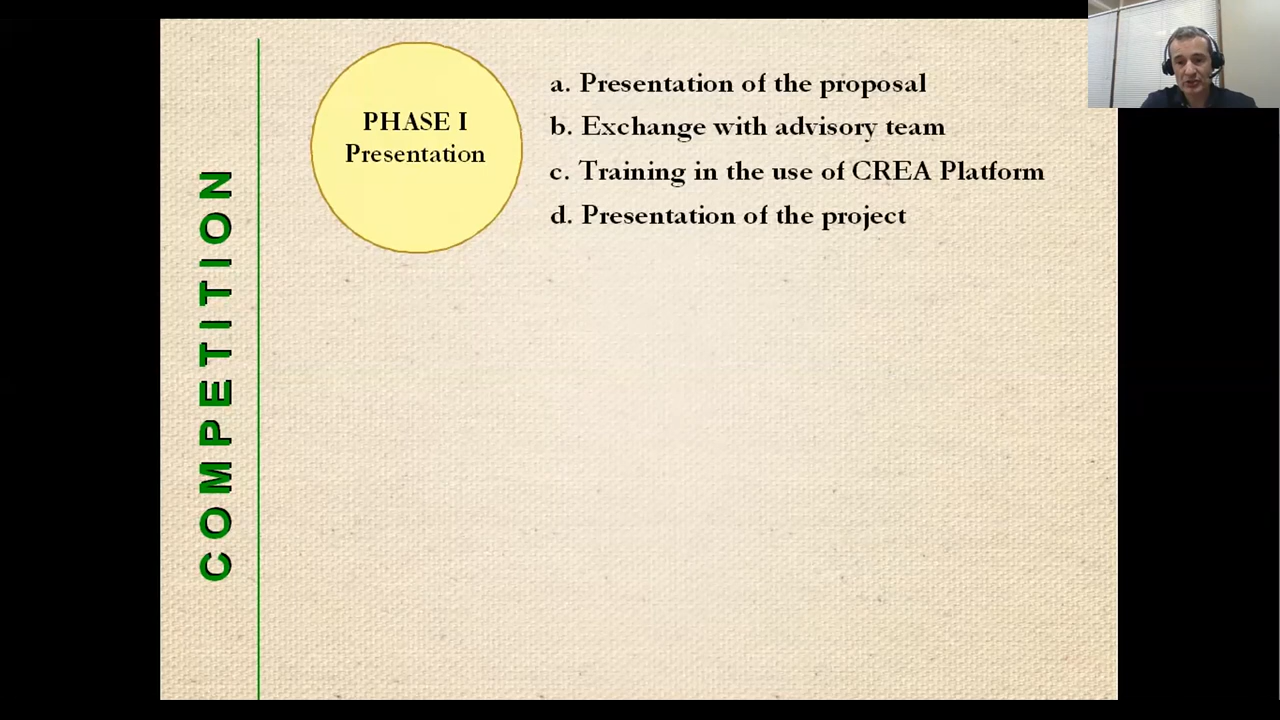 COMPETITION
PHASE I
Presentation
a. Presentation of the proposal
b. Exchange with advisory team
c. Training in the use of CREA Platform
d. Presentation of the project